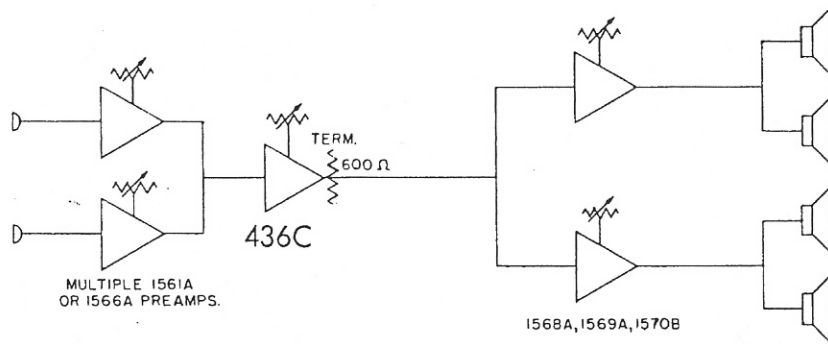 TERM.
600 Ω
436C
MULTIPLE 1561A
OR 1566A PREAMPS.
1568A, 1569A, 1570B